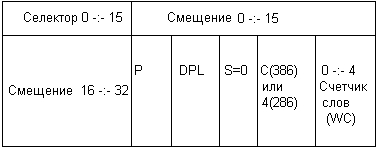 Селектор 0 -:- 15
Смещение 0 -:- 15
Смещение 16 -:- 32
P
DPL
S=0
C(386)
или
4(286)
0 -:- 4
Счетчик
слов
(WC)